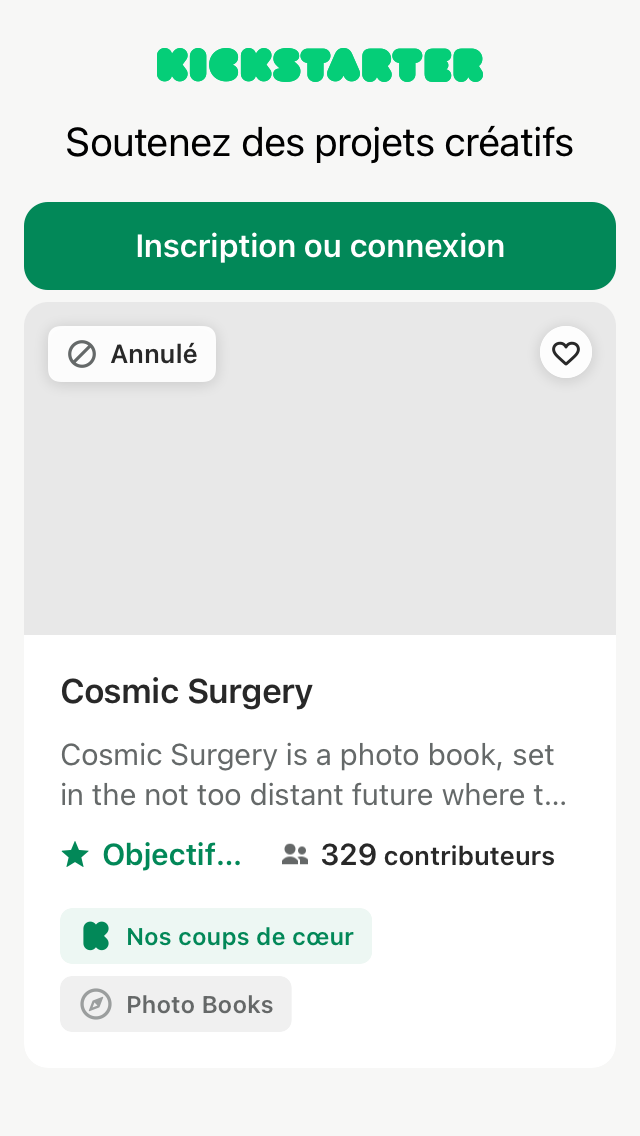 KICKSTARTER
Soutenez des projets créatifs
Inscription ou connexion
Annulé
Cosmic Surgery
Cosmic Surgery is a photo book, set
in the not too distant future where t...
Objectif... 329 contributeurs
Nos coups de cœur
Photo Books